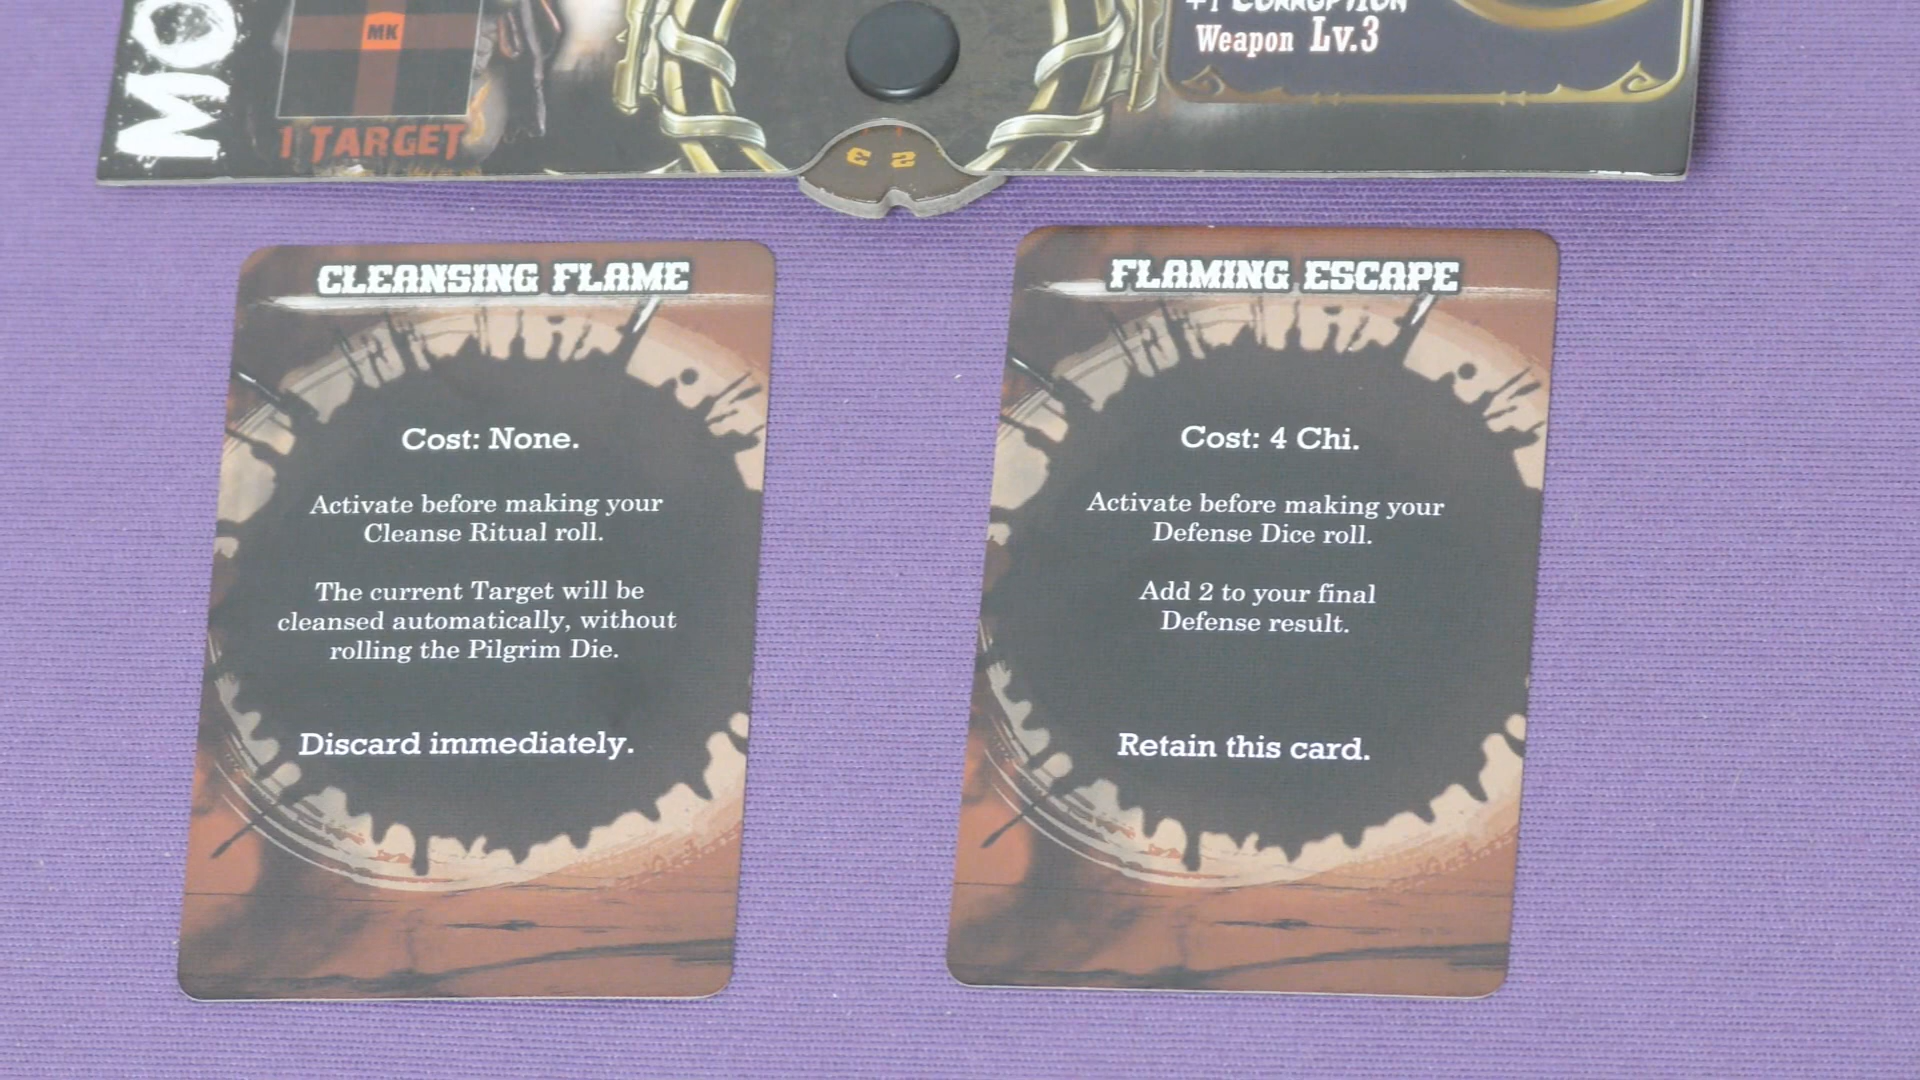 MK
1 TARGET
+1 CORRUPTION
Weapon Lv.3
CLEANSING FLAME
Cost: None.
Activate before making your
Cleanse Ritual roll.
The current Target will be
cleansed automatically, without
rolling the Pilgrim Die.
Discard immediately.
FLAMING ESCAPE
Cost: 4 Chi.
Activate before making your
Defense Dice roll.
Add 2 to your final
Defense result.
Retain this card.